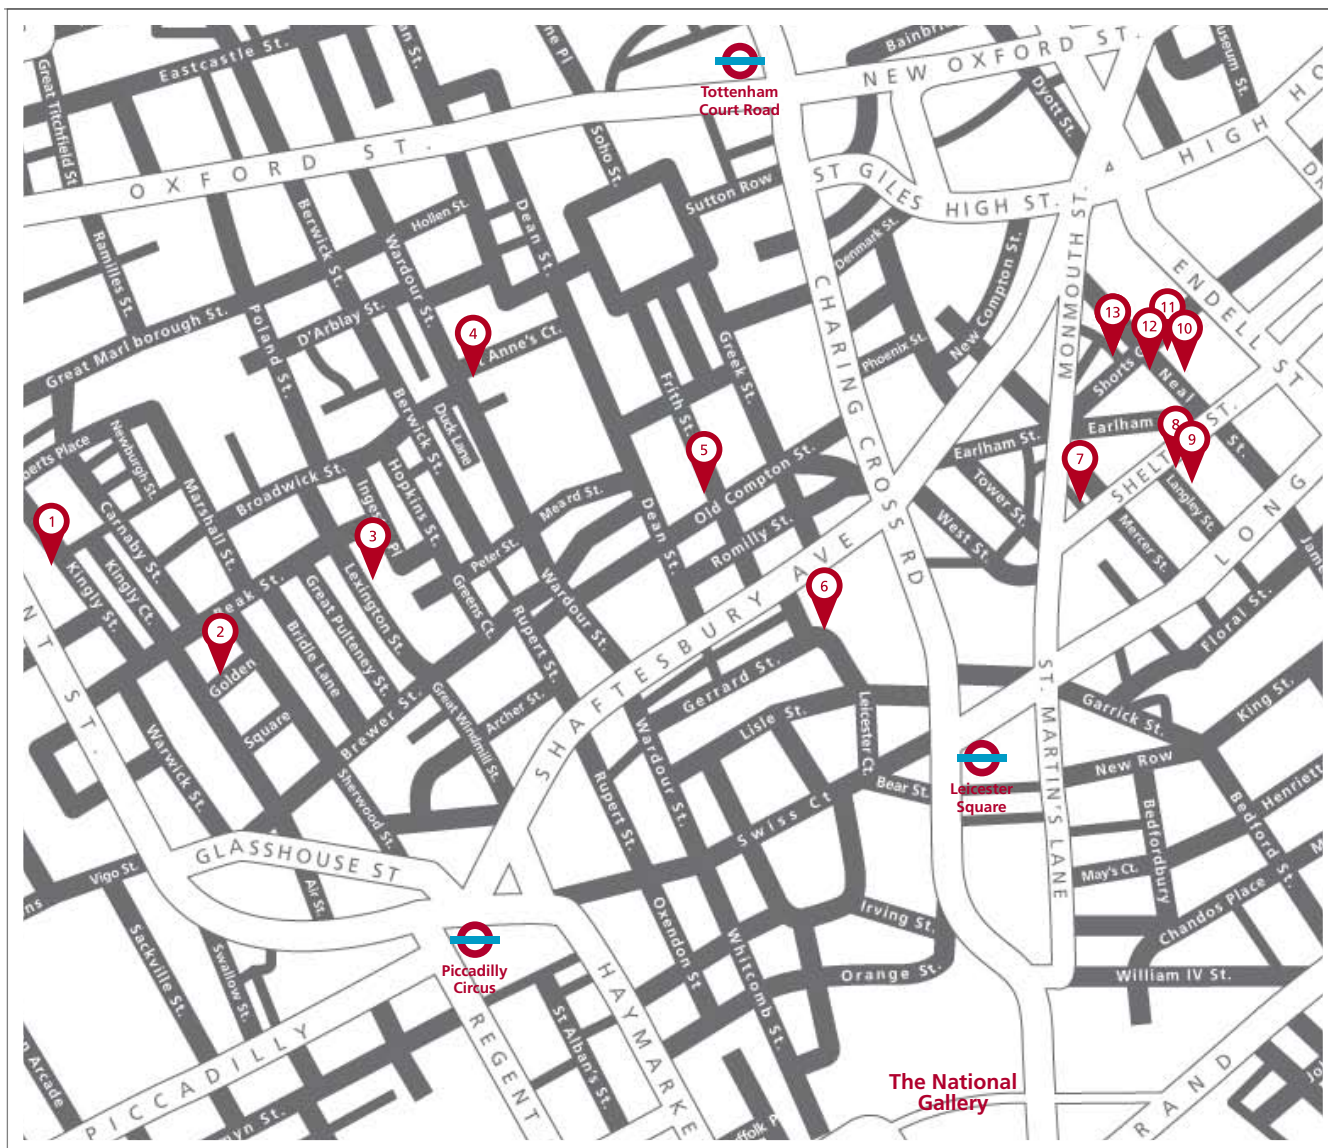 Great Titchfield St.
Eastcastle St.
Tottenham
Court Road
NEW OXFORD ST.
Dyott St.
OXFORD ST.
Soho St.
Sutton Row
ST GILES HIGH ST.
HIGH
Ramilles St.
Berwick St.
Hollen St.
Wardour St.
Dean St.
Denmark St.
CHARING CROSS RD
New Compton St.
MONMOUTH ST.
ENDELL ST
Great Marlborough St.
Poland St.
D'Arblay St.
4
Anne's Ct.
Greek St.
Phoenix St.
13
11
12
10
Shorts
Neal St.
Frith St.
Berwick St.
Duck Lane
Newburgh St.
Marshall St.
Broadwick St.
Hopkins St.
Meard St.
5
Old Compton St.
Earlham St.
Earlham
8
9
7
SHELT
ST.
LONG
Langley St.
Mercer St.
Tower St.
West St.
1
Carnaby St.
Kingly St.
Kingly Ct.
3
Peter St.
Dean St.
Romilly St.
SHAFTESBURY AVE
6
2
Beak St.
Golden
Square
Bridle Lane
Great Pulteney St.
Lexington St.
Greens Ct.
Rupert St.
Wardour St.
Floral St.
Warwick St.
Brewer St.
Great Windmill St.
Archer St.
Gerrard St.
Lisle St.
Leicester Ct.
Garrick St.
King St.
Sherwood St.
Rupert St.
Wardour St.
Swiss Ct
Bear St.
Leicester
Square
ST. MARTIN'S LANE
New Row
Bedfordbury
Bedford St.
GLASSHOUSE ST
Vigo St.
Air St.
May's Ct.
Chandos Place
Sackville St.
Swallow St.
Piccadilly
Circus
Oxendon St
Whitcomb St.
Irving St.
Orange St.
William IV St.
PICCADILLY
REGENT
St Alban's St.
HAYMARKE
Arcade
The National
Gallery